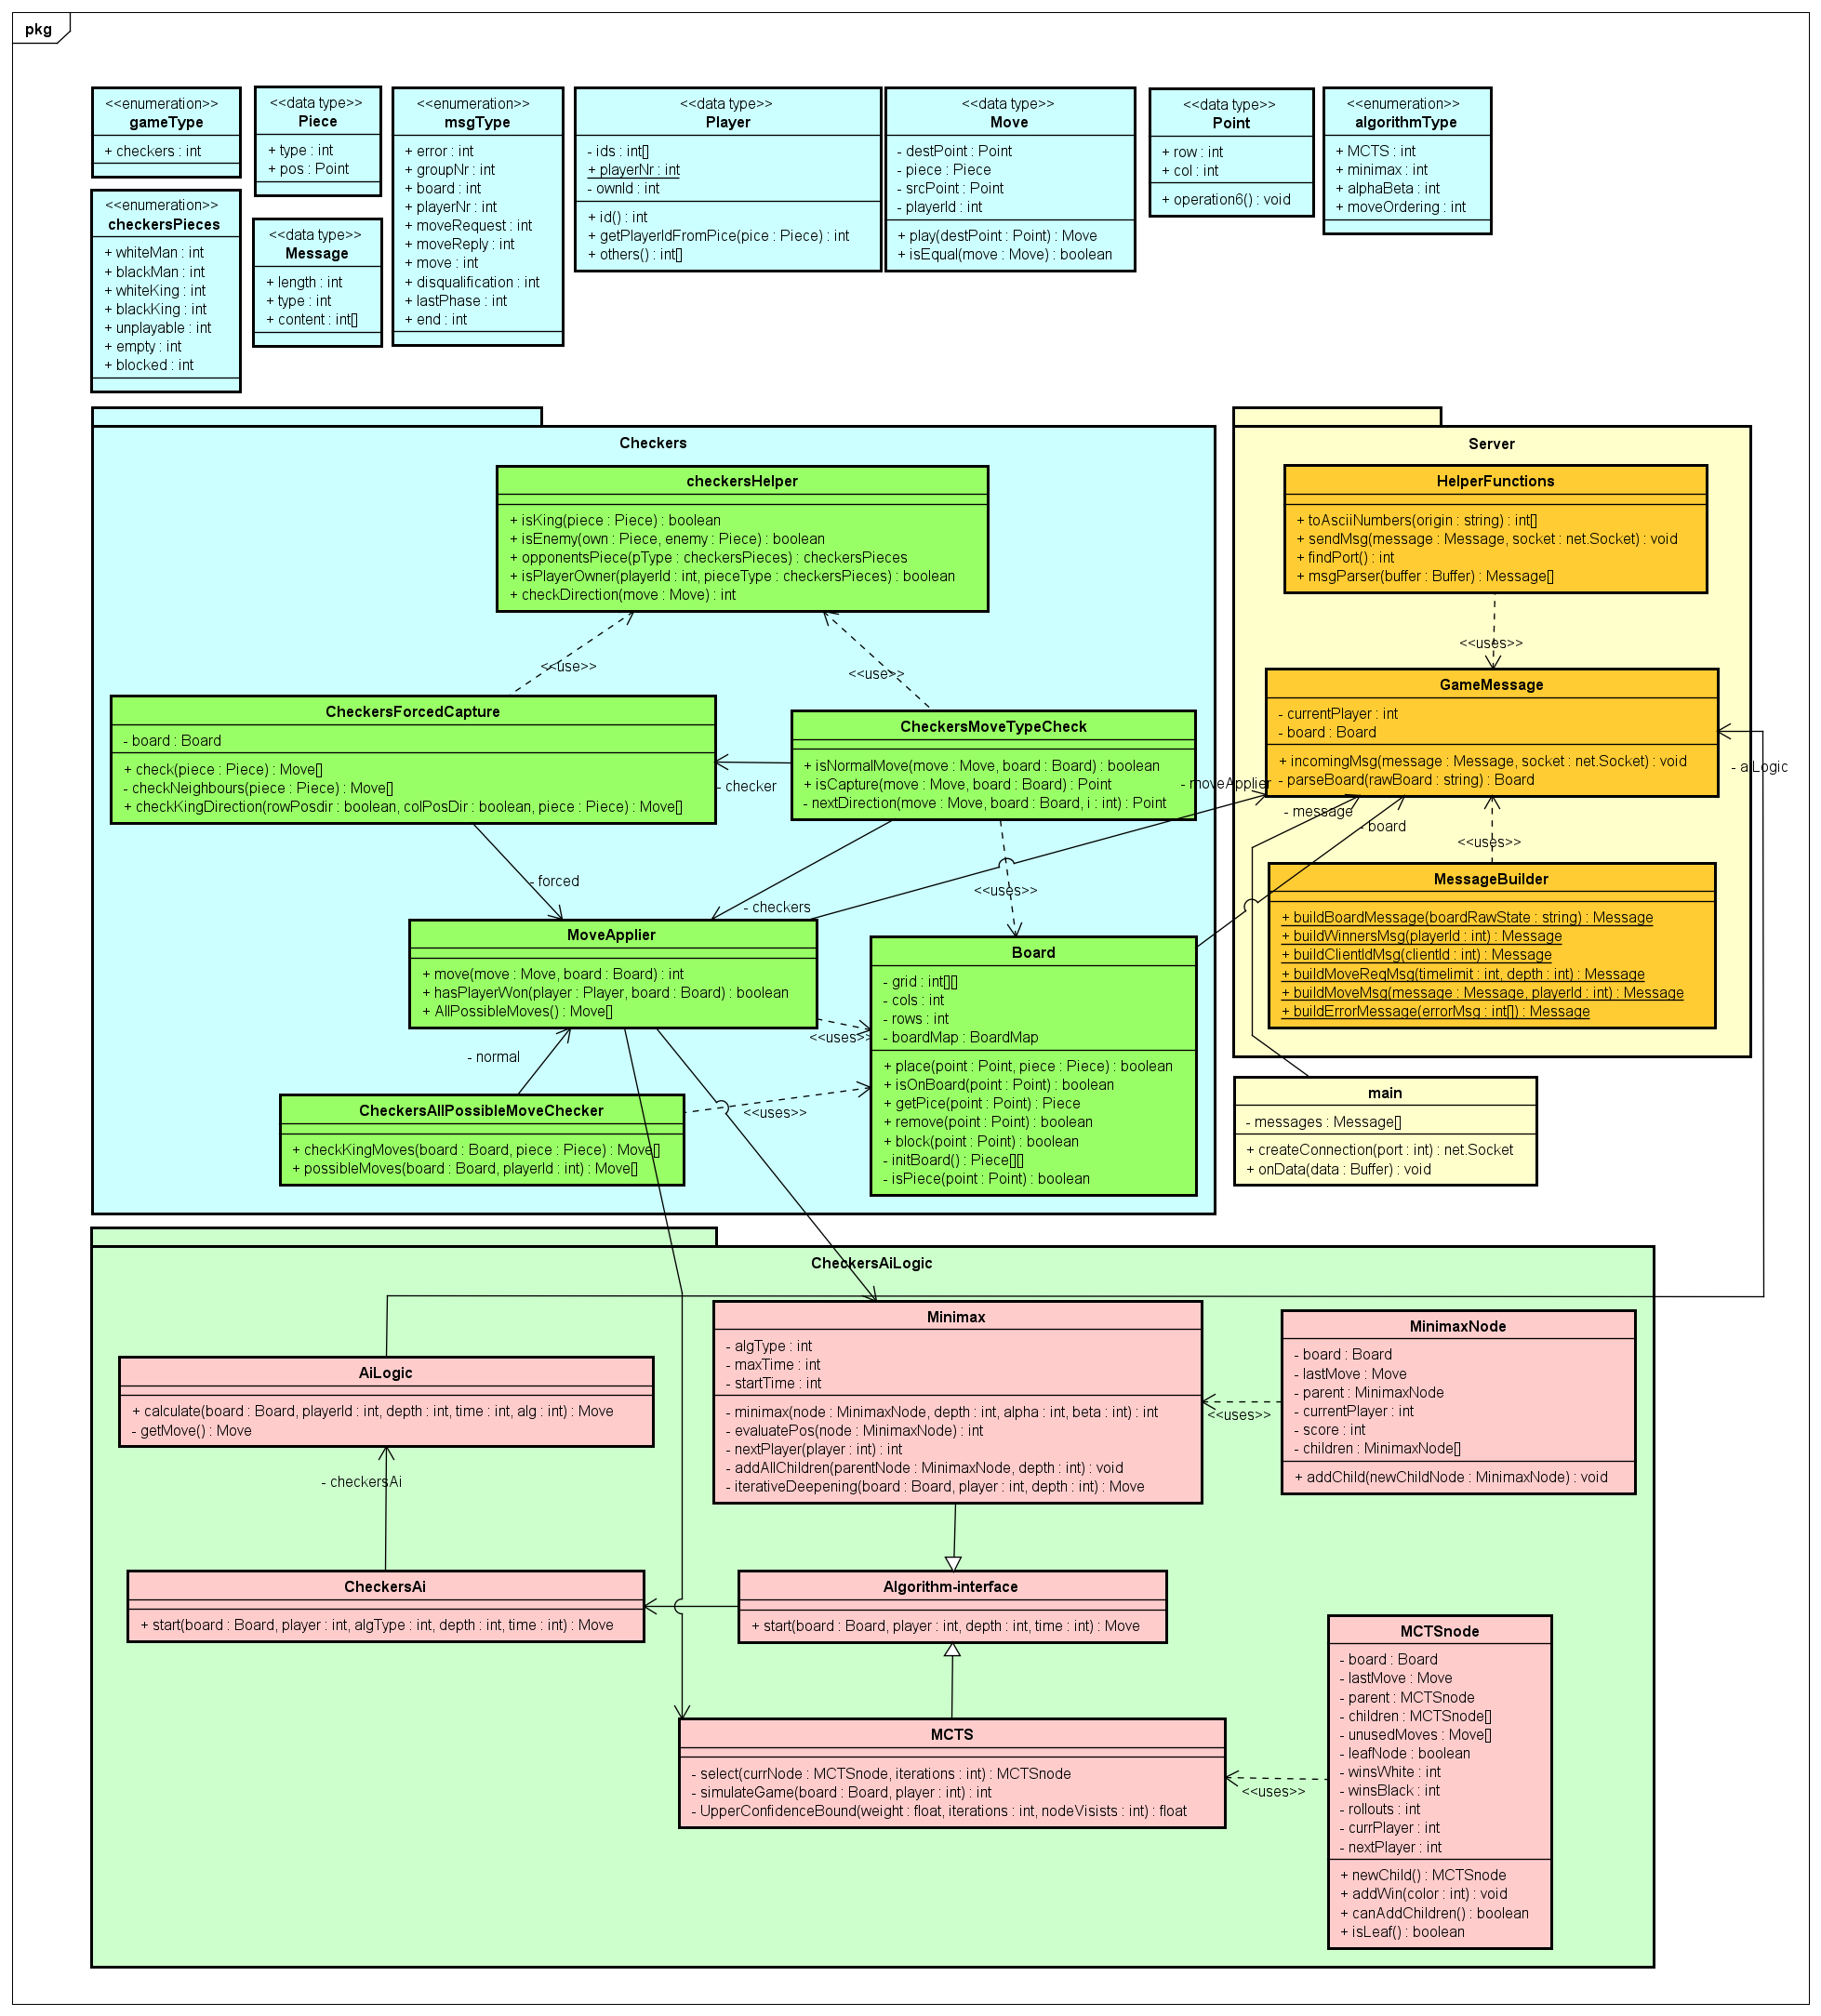 pkg
<<enumeration>>
gameType
+ checkers : int
<<data type>>
Piece
+ type : int
+ pos : Point
<<enumeration>>
msgType
+ error : int
+ groupNr : int
+ board : int
+ playerNr : int
+ moveRequest : int
+ moveReply : int
+ move : int
+ disqualification : int
+ lastPhase : int
+ end : int
<<data type>>
Player
- ids : int[]
+ playerNr : int
- ownId : int
+ id() : int
+ getPlayerIdFromPice(pice : Piece) : int
+ others() : int[]
<<data type>>
Move
- destPoint : Point
- piece : Piece
- srcPoint : Point
- playerId : int
+ play(destPoint : Point) : Move
+ isEqual(move : Move) : boolean
<<data type>>
Point
+ row : int
+ col : int
+ operation6() : void
<<enumeration>>
algorithmType
+ MCTS : int
+ minimax : int
+ alphaBeta : int
+ moveOrdering : int
<<enumeration>>
checkersPieces
+ whiteMan : int
+ blackMan : int
+ whiteKing : int
+ blackKing : int
+ unplayable : int
+ empty : int
+ blocked : int
<<data type>>
Message
+ length : int
+ type : int
+ content : int[]
Checkers
checkersHelper
+ isKing(piece : Piece) : boolean
+ isEnemy(own : Piece, enemy : Piece) : boolean
+ opponentsPiece(pType : checkersPieces) : checkersPieces
+ isPlayerOwner(playerId : int, pieceType : checkersPieces) : boolean
+ checkDirection(move : Move) : int
<<use>>
<<use>>
CheckersForcedCapture
- board : Board
+ check(piece : Piece) : Move[]
- checkNeighbours(piece : Piece) : Move[]
+ checkKingDirection(rowPosdir : boolean, colPosDir : boolean, piece : Piece) : Move[]
- checker
CheckersMoveTypeCheck
+ isNormalMove(move : Move, board : Board) : boolean
+ isCapture(move : Move, board : Board) : Point
- nextDirection(move : Move, board : Board, i : int) : Point
- moveApplier
- forced
- checkers
<<uses>>
MoveApplier
+ move(move : Move, board : Board) : int
+ hasPlayerWon(player : Player, board : Board) : boolean
+ AllPossibleMoves() : Move[]
<<uses>>
- normal
Board
- grid : int[][]
- cols : int
- rows : int
- boardMap : BoardMap
+ place(point : Point, piece : Piece) : boolean
+ isOnBoard(point : Point) : boolean
+ getPice(point : Point) : Piece
+ remove(point : Point) : boolean
+ block(point : Point) : boolean
- initBoard() : Piece[][]
- isPiece(point : Point) : boolean
CheckersAllPossibleMoveChecker
+ checkKingMoves(board : Board, piece : Piece) : Move[]
+ possibleMoves(board : Board, playerId : int) : Move[]
<<uses>>
Server
HelperFunctions
+ toAsciiNumbers(origin : string) : int[]
+ sendMsg(message : Message, socket : net.Socket) : void
+ findPort() : int
+ msgParser(buffer : Buffer) : Message[]
<<uses>>
GameMessage
- currentPlayer : int
- board : Board
+ incomingMsg(message : Message, socket : net.Socket) : void
- parseBoard(rawBoard : string) : Board
- aiLogic
- message
- board
<<uses>>
MessageBuilder
+ buildBoardMessage(boardRawState : string) : Message
+ buildWinnersMsg(playerId : int) : Message
+ buildClientIdMsg(clientId : int) : Message
+ buildMoveReqMsg(timelimit : int, depth : int) : Message
+ buildMoveMsg(message : Message, playerId : int) : Message
+ buildErrorMessage(errorMsg : int[]) : Message
main
- messages : Message[]
+ createConnection(port : int) : net.Socket
+ onData(data : Buffer) : void
CheckersAiLogic
AiLogic
+ calculate(board : Board, playerId : int, depth : int, time : int, alg : int) : Move
- getMove() : Move
- checkersAi
Minimax
- algType : int
- maxTime : int
- startTime : int
- minimax(node : MinimaxNode, depth : int, alpha : int, beta : int) : int
- evaluatePos(node : MinimaxNode) : int
- nextPlayer(player : int) : int
- addAllChildren(parentNode : MinimaxNode, depth : int) : void
- iterativeDeepening(board : Board, player : int, depth : int) : Move
<<uses>>
MinimaxNode
- board : Board
- lastMove : Move
- parent : MinimaxNode
- currentPlayer : int
- score : int
- children : MinimaxNode[]
+ addChild(newChildNode : MinimaxNode) : void
CheckersAi
+ start(board : Board, player : int, algType : int, depth : int, time : int) : Move
Algorithm-interface
+ start(board : Board, player : int, depth : int, time : int) : Move
MCTS
- select(currNode : MCTSnode, iterations : int) : MCTSnode
- simulateGame(board : Board, player : int) : int
- UpperConfidenceBound(weight : float, iterations : int, nodeVisists : int) : float
<<uses>>
MCTSnode
- board : Board
- lastMove : Move
- parent : MCTSnode
- children : MCTSnode[]
- unusedMoves : Move[]
- leafNode : boolean
- winsWhite : int
- winsBlack : int
- rollouts : int
- currPlayer : int
- nextPlayer : int
+ newChild() : MCTSnode
+ addWin(color : int) : void
+ canAddChildren() : boolean
+ isLeaf() : boolean